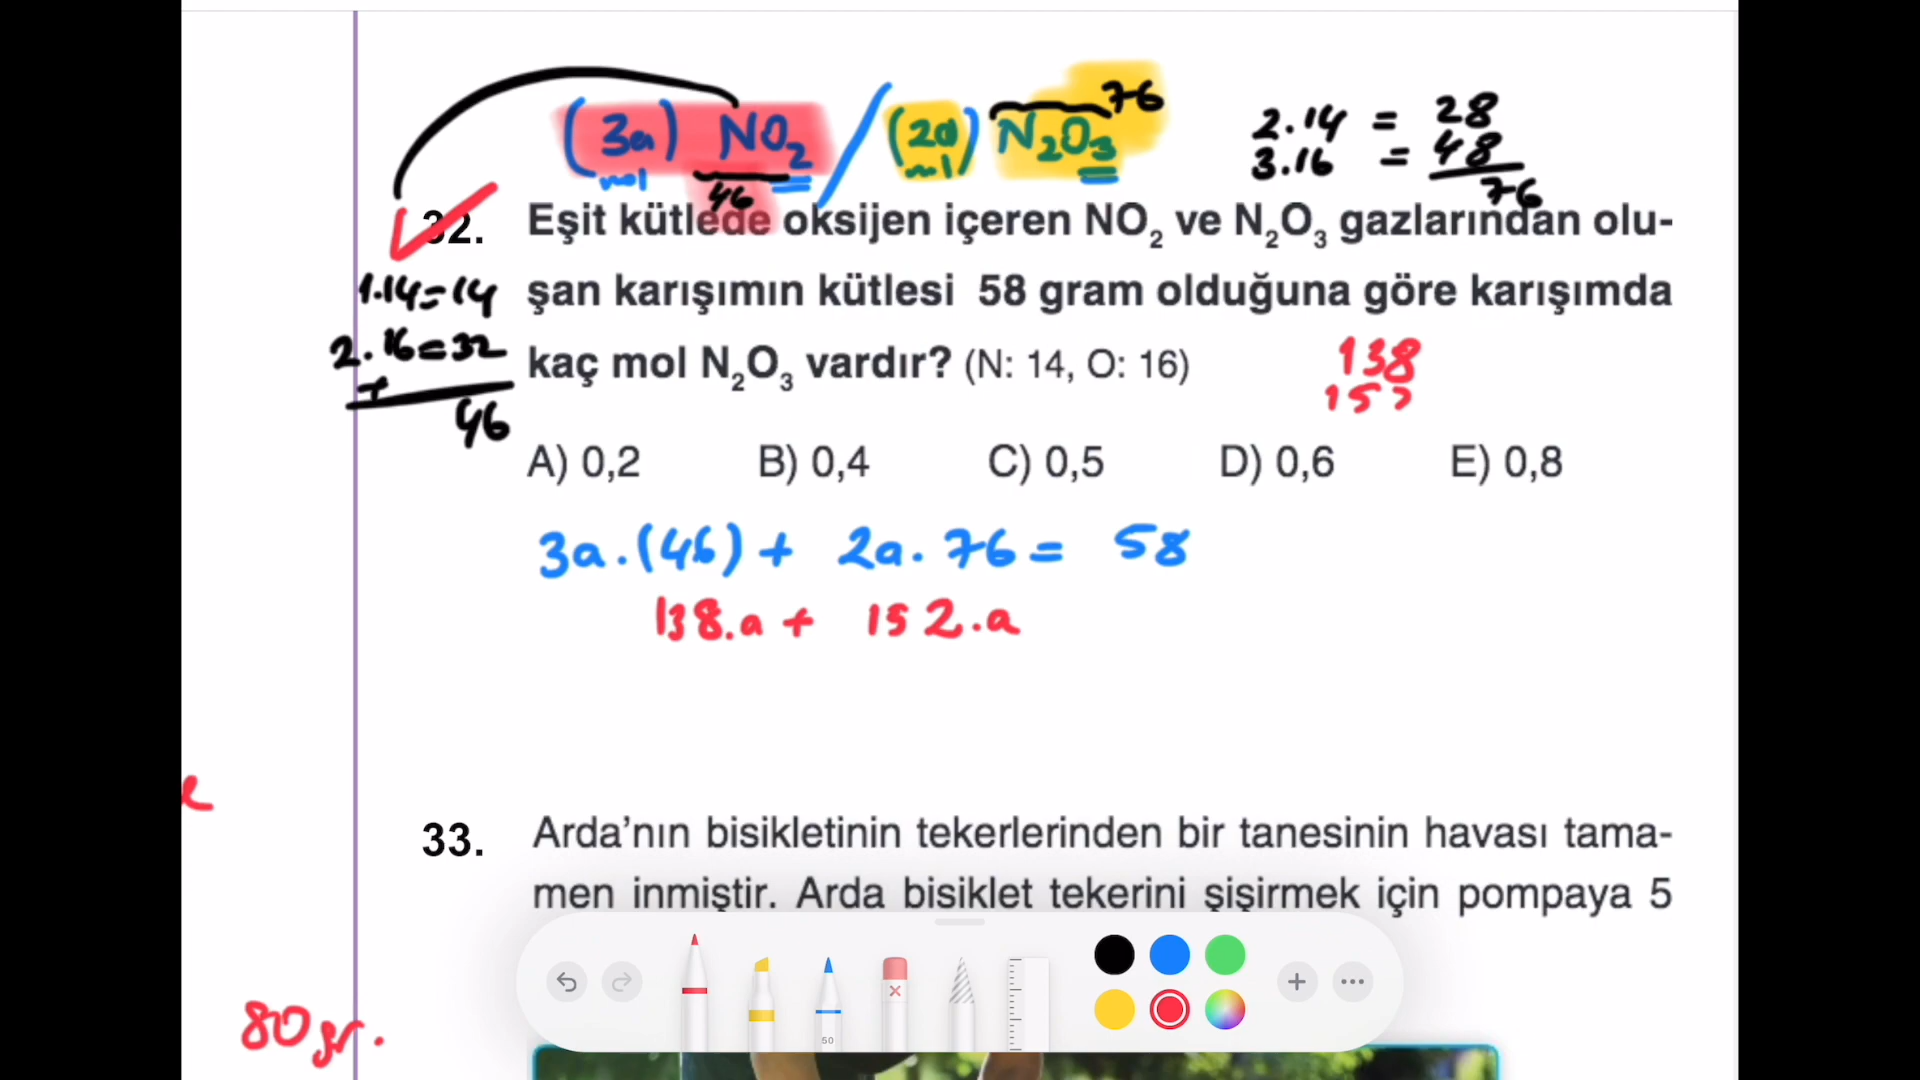 (3a) NO2 / (2a) N2O3 76
mol mol
46
2.14 = 28
3.16 = 48
76
32. Eşit kütlede oksijen içeren NO2 ve N2O3 gazlarından olu-
şan karışımın kütlesi 58 gram olduğuna göre karışımda
kaç mol N2O3 vardır? (N: 14, O: 16)
1.14=14
2.16=32
+
46
138
A) 0,2 B) 0,4 C) 0,5 D) 0,6 E) 0,8
3a.(46) + 2a.76 = 58
138.a + 152.a
33. Arda’nın bisikletinin tekerlerinden bir tanesinin havası tama-
men inmiştir. Arda bisiklet tekerini şişirmek için pompaya 5
50
80gr.